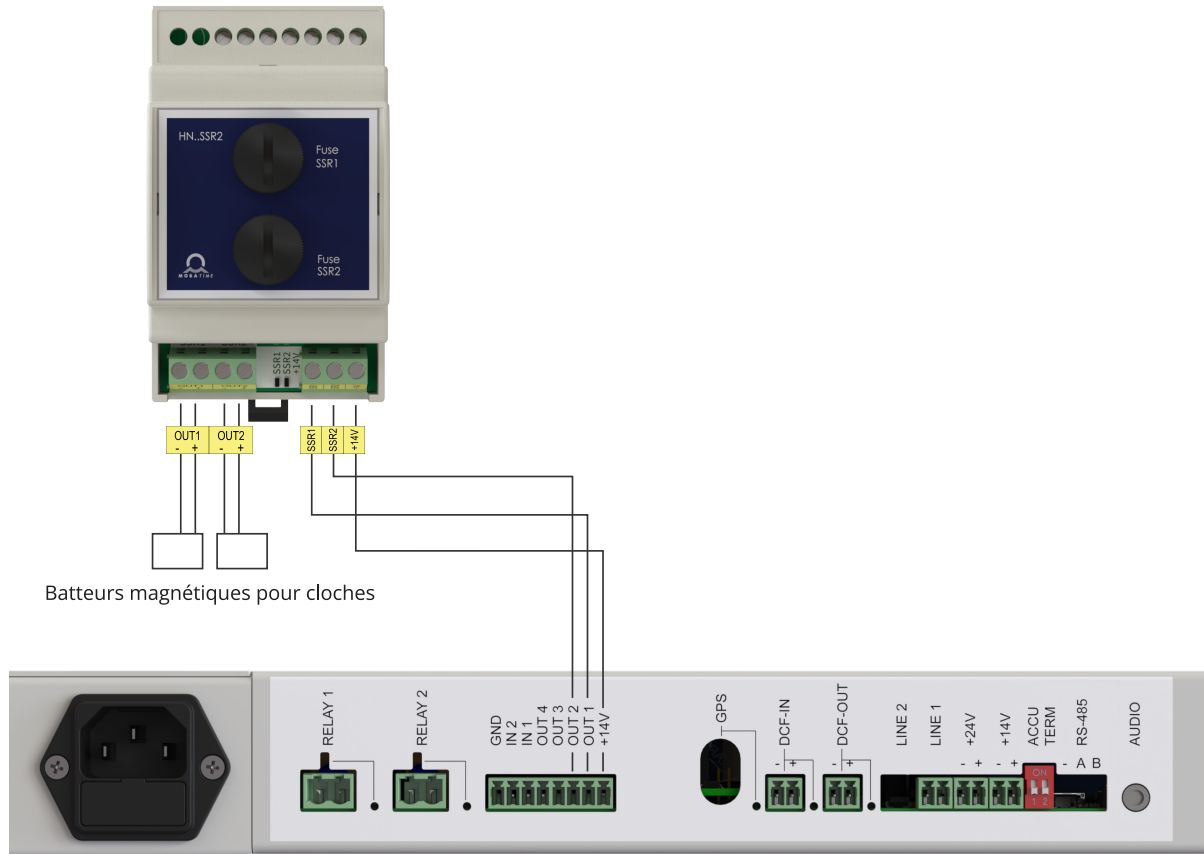 HN..SSR2
Fuse
SSR1
Fuse
SSR2
MOBATIME
SSR1
SSR2
+14V
OUT1
- +
OUT2
- +
SSR1
SSR2
+14V
Batteurs magnétiques pour cloches
RELAY 1
RELAY 2
GND
IN 2
IN 1
OUT 4
OUT 3
OUT 2
OUT 1
+14V
GPS
DCF-IN
- +
DCF-OUT
- +
LINE 2
LINE 1
+24V
- +
+14V
- +
ACCU
TERM
ON
1 2
RS-485
- A B
AUDIO